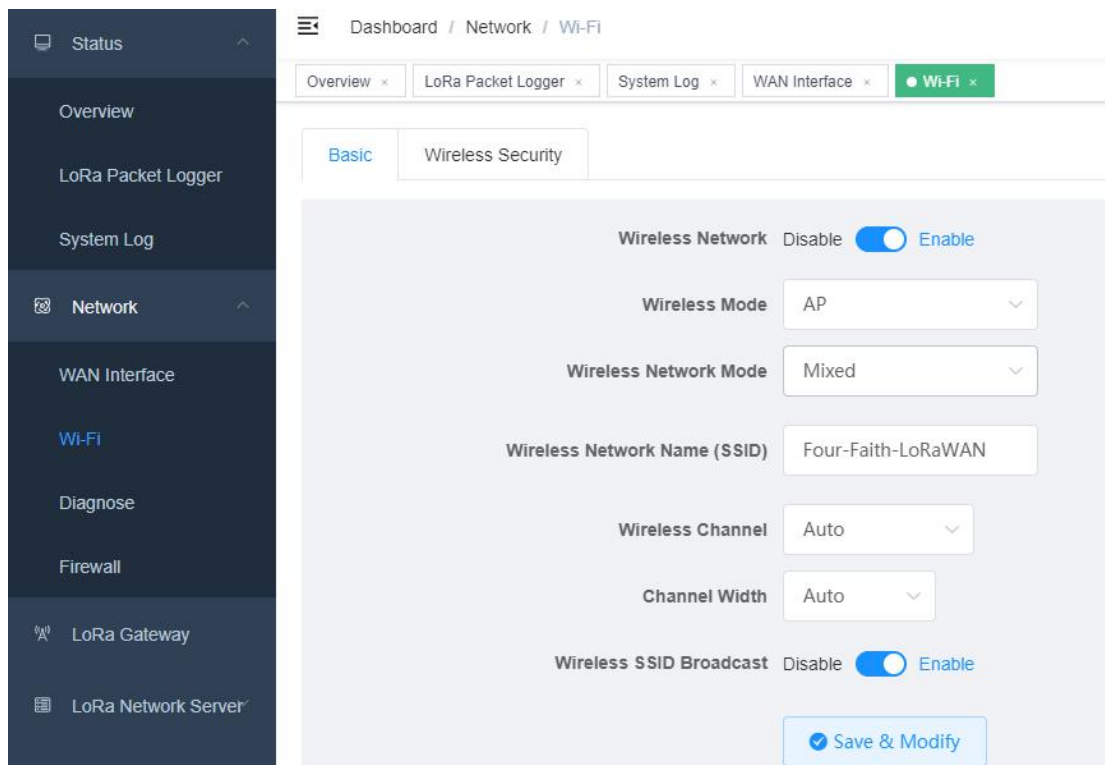 Status
Overview
LoRa Packet Logger
System Log
Network
WAN Interface
Wi-Fi
Diagnose
Firewall
LoRa Gateway
LoRa Network Server
Dashboard / Network / Wi-Fi
Overview × LoRa Packet Logger × System Log × WAN Interface × Wi-Fi ×
Basic Wireless Security
Wireless Network Disable Enable
Wireless Mode AP
Wireless Network Mode Mixed
Wireless Network Name (SSID) Four-Faith-LoRaWAN
Wireless Channel Auto
Channel Width Auto
Wireless SSID Broadcast Disable Enable
Save & Modify